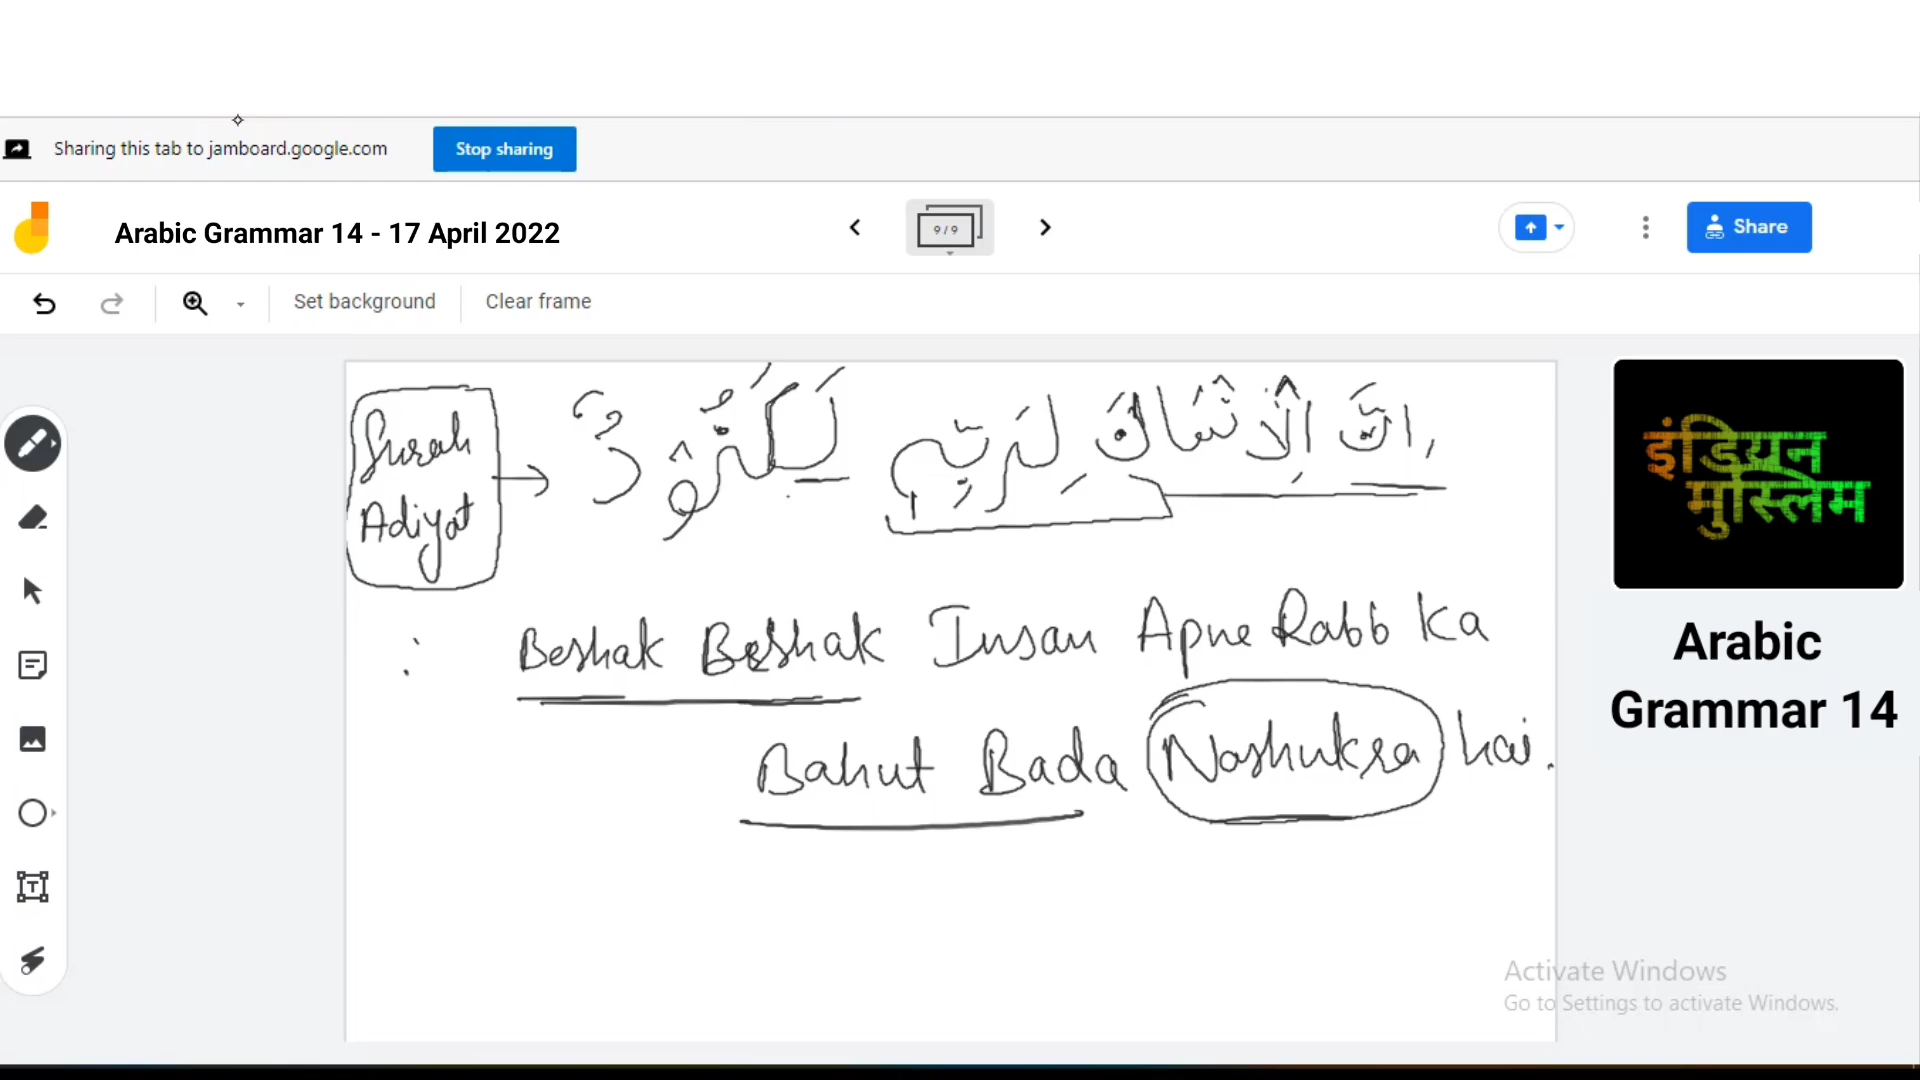 Sharing this tab to jamboard.google.com
Stop sharing
Arabic Grammar 14 - 17 April 2022
9 / 9
Share
Set background
Clear frame
اِنَّ الْاِنْسَانَ لِرَبِّهٖ لَكَنُوْدٌ
Surah
Adiyat
∴ Beshak Beshak Insan Apne Rabb Ka
Bahut Bada Nashukra hai.
इंडियन
मुस्लिम
Arabic
Grammar 14
Activate Windows
Go to Settings to activate Windows.